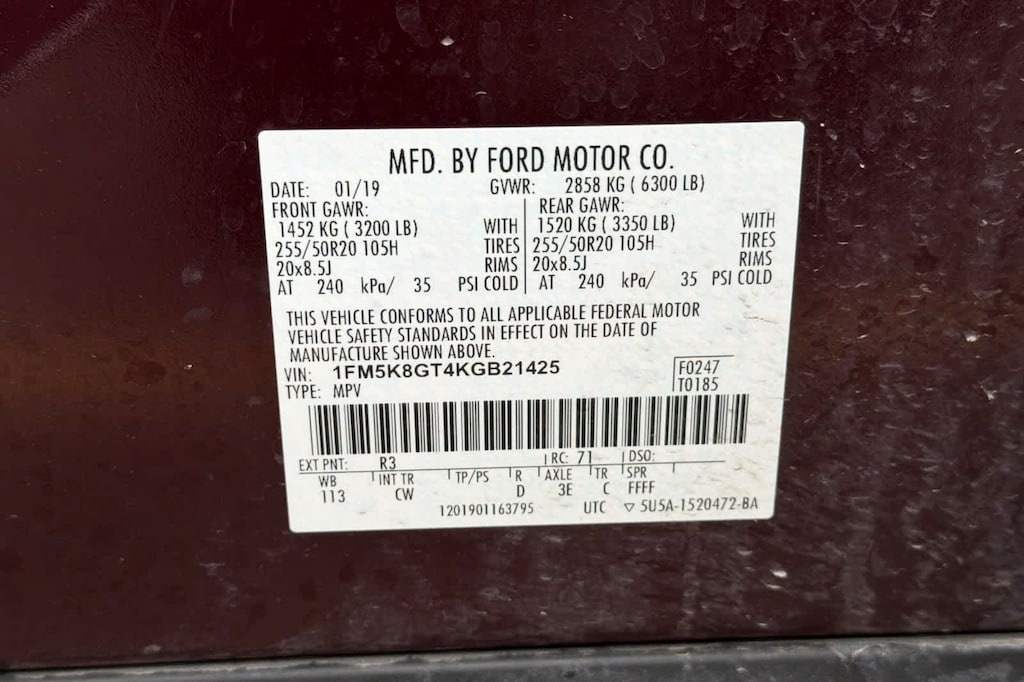 MFD. BY FORD MOTOR CO.
DATE: 01/19 GVWR: 2858 KG ( 6300 LB)
FRONT GAWR: REAR GAWR:
1452 KG ( 3200 LB) WITH 1520 KG ( 3350 LB) WITH
255/50R20 105H TIRES 255/50R20 105H TIRES
20x8.5J RIMS 20x8.5J RIMS
AT 240 kPa/ 35 PSI COLD AT 240 kPa/ 35 PSI COLD
THIS VEHICLE CONFORMS TO ALL APPLICABLE FEDERAL MOTOR
VEHICLE SAFETY STANDARDS IN EFFECT ON THE DATE OF
MANUFACTURE SHOWN ABOVE.
VIN: 1FM5K8GT4KGB21425 F0247
TYPE: MPV T0185
EXT PNT: R3 RC: 71 DSO:
WB INT TR TP/PS R AXLE TR SPR
113 CW D 3E C FFFF
1201901163795 UTC ▽ 5U5A-1520472-BA